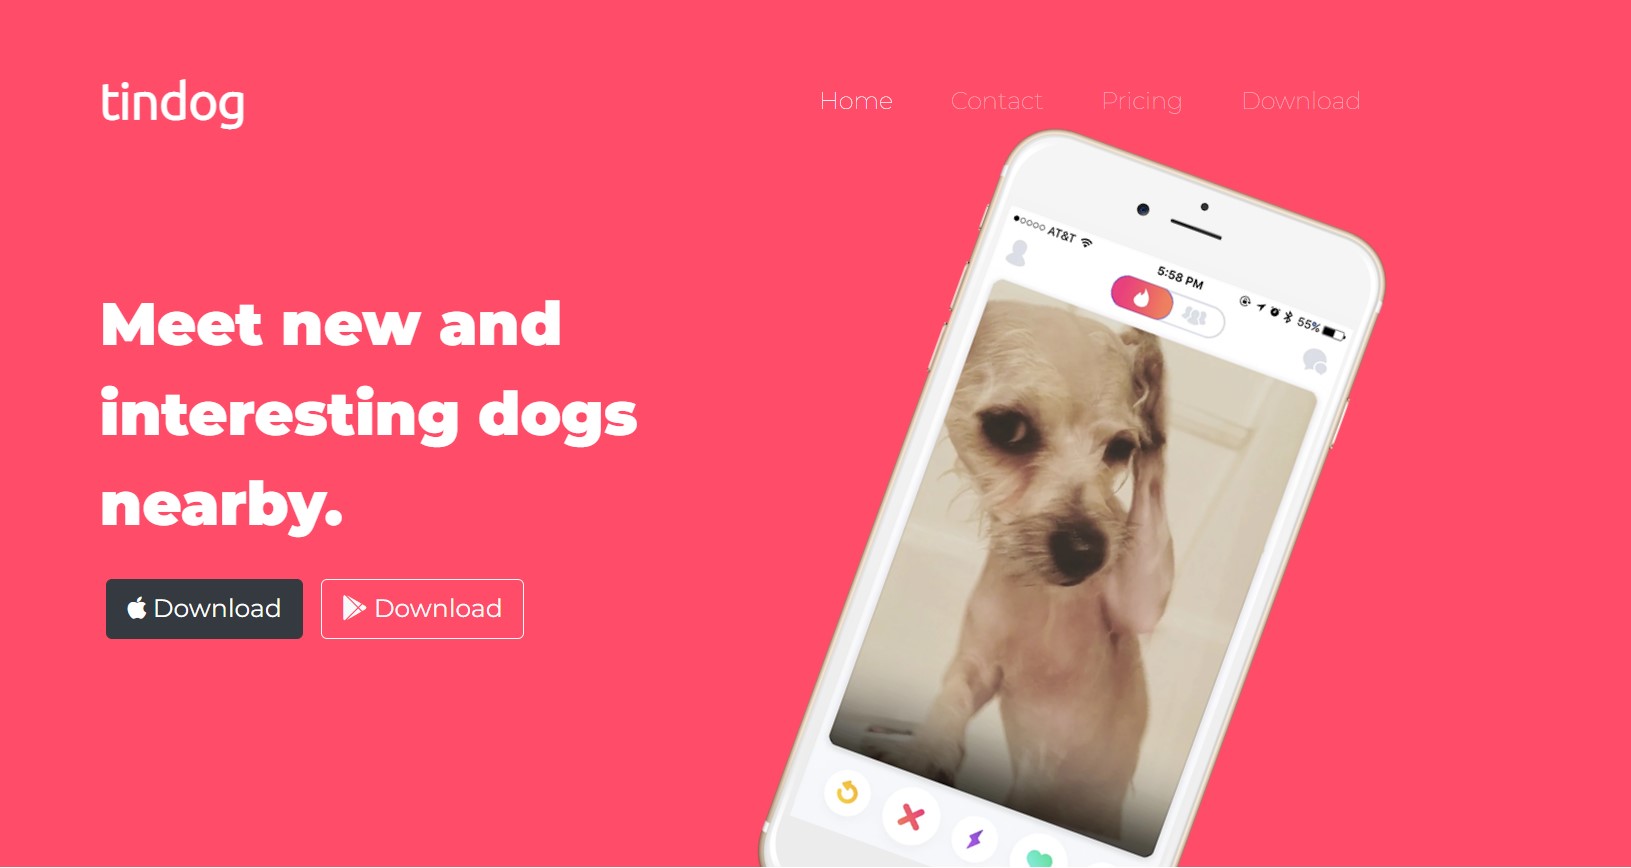 tindog
Home Contact Pricing Download
AT&T 5:58 PM 55%
Meet new and
interesting dogs
nearby.
Download Download